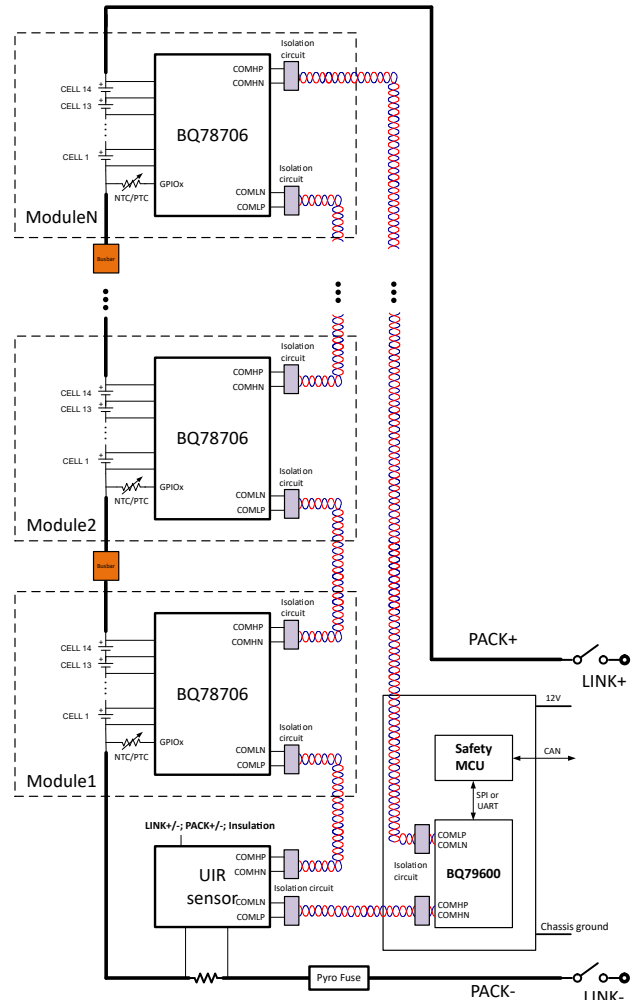 Isolation
circuit
COMHP
COMHN
CELL 14
CELL 13
BQ78706
CELL 1
Isolation
circuit
NTC/PTC
GPIOx
COMLN
COMLP
ModuleN
Busbar
Isolation
circuit
COMHP
COMHN
CELL 14
CELL 13
BQ78706
CELL 1
Isolation
circuit
NTC/PTC
GPIOx
COMLN
COMLP
Module2
Busbar
Isolation
circuit
COMHP
COMHN
CELL 14
CELL 13
BQ78706
CELL 1
Isolation
circuit
NTC/PTC
GPIOx
COMLN
COMLP
Module1
PACK+
LINK+
12V
Safety
MCU
CAN
SPI or
UART
LINK+/-; PACK+/-; Insulation
COMHP
COMHN
UIR
sensor
Isolation circuit
COMLN
COMLP
COMLP
COMLN
Isolation
circuit
BQ79600
COMHP
COMHN
Chassis ground
Pyro Fuse
PACK-
LINK-